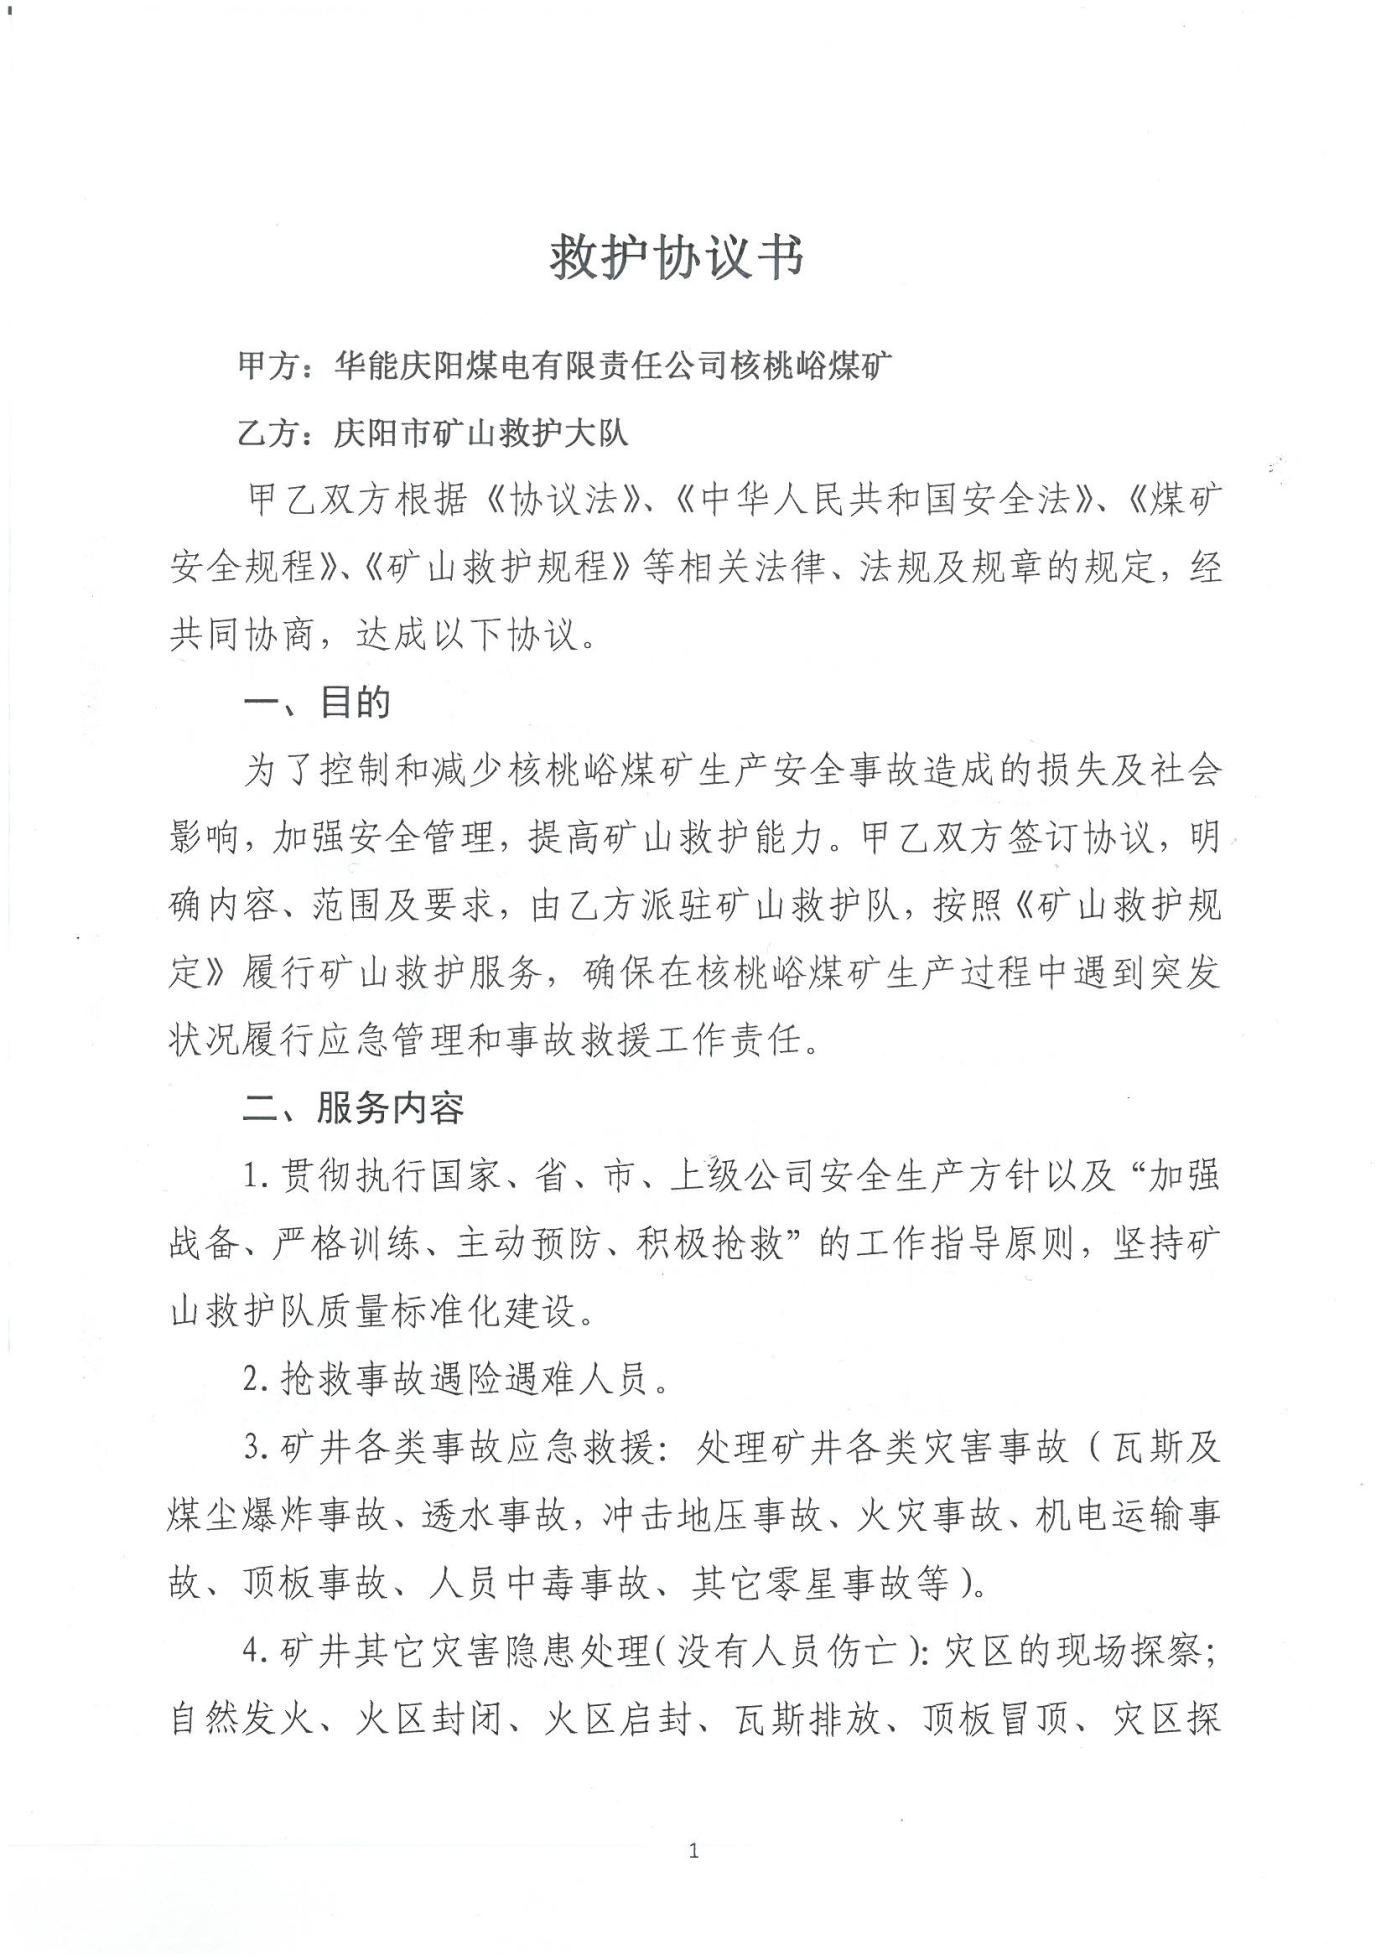 救护协议书
甲方：华能庆阳煤电有限责任公司核桃峪煤矿
乙方：庆阳市矿山救护大队
甲乙双方根据《协议法》、《中华人民共和国安全法》、《煤矿
安全规程》、《矿山救护规程》等相关法律、法规及规章的规定，经
共同协商，达成以下协议。
一、目的
为了控制和减少核桃峪煤矿生产安全事故造成的损失及社会
影响，加强安全管理，提高矿山救护能力。甲乙双方签订协议，明
确内容、范围及要求，由乙方派驻矿山救护队，按照《矿山救护规
定》履行矿山救护服务，确保在核桃峪煤矿生产过程中遇到突发
状况履行应急管理和事故救援工作责任。
二、服务内容
1.贯彻执行国家、省、市、上级公司安全生产方针以及“加强
战备、严格训练、主动预防、积极抢救”的工作指导原则，坚持矿
山救护队质量标准化建设。
2.抢救事故遇险遇难人员。
3.矿井各类事故应急救援：处理矿井各类灾害事故（瓦斯及
煤尘爆炸事故、透水事故，冲击地压事故、火灾事故、机电运输事
故、顶板事故、人员中毒事故、其它零星事故等）。
4.矿井其它灾害隐患处理（没有人员伤亡）：灾区的现场探察；
自然发火、火区封闭、火区启封、瓦斯排放、顶板冒顶、灾区探
1